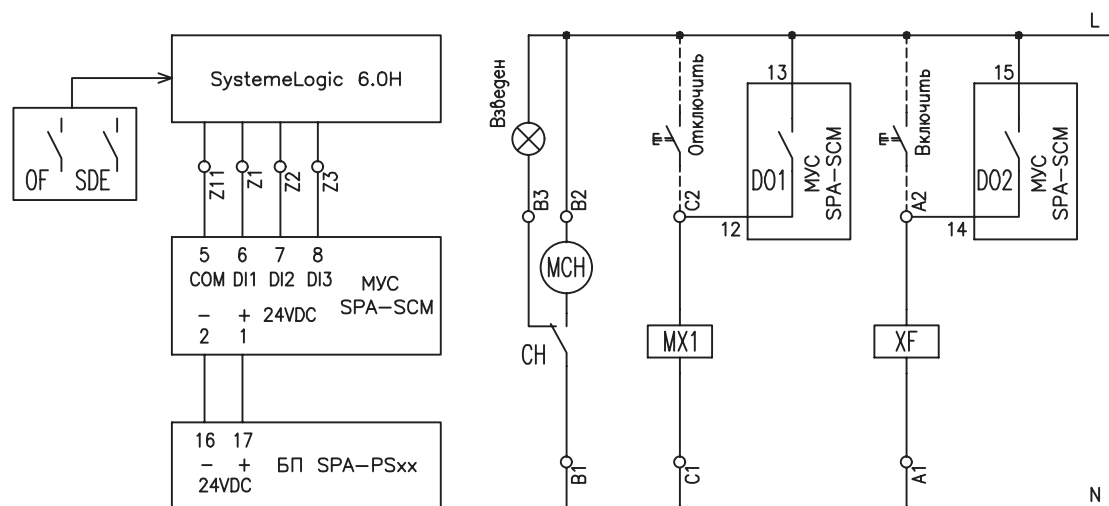 SystemeLogic 6.0H
OF SDE
Z11 Z1 Z2 Z3
5 6 7 8
COM DI1 DI2 DI3
МУС
SPA-SCM
– + 24VDC
2 1
16 17
– +
24VDC
БП SPA-PSxx
L
Взведен
B3
B2
МСН
СН
B1
Отключить
C2
12
13
DO1
МУС
SPA-SCM
MX1
C1
Включить
A2
14
15
DO2
МУС
SPA-SCM
XF
A1
N